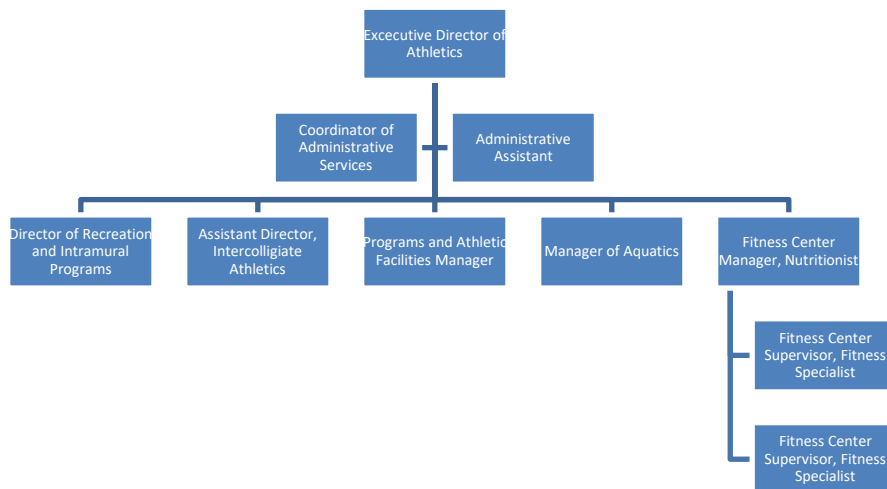 Excecutive Director of
Athletics
Coordinator of
Administrative
Services
Administrative
Assistant
Director of Recreation
and Intramural
Programs
Assistant Director,
Intercolligiate
Athletics
Programs and Athletic
Facilities Manager
Manager of Aquatics
Fitness Center
Manager, Nutritionist
Fitness Center
Supervisor, Fitness
Specialist
Fitness Center
Supervisor, Fitness
Specialist